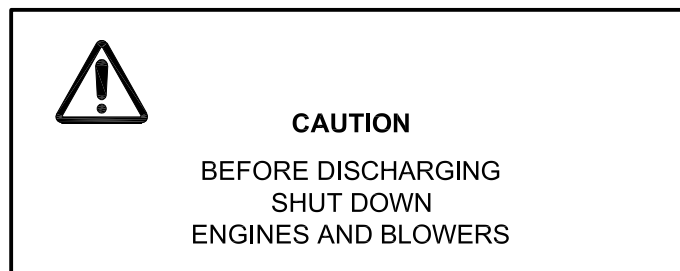 CAUTION
BEFORE DISCHARGING
SHUT DOWN
ENGINES AND BLOWERS